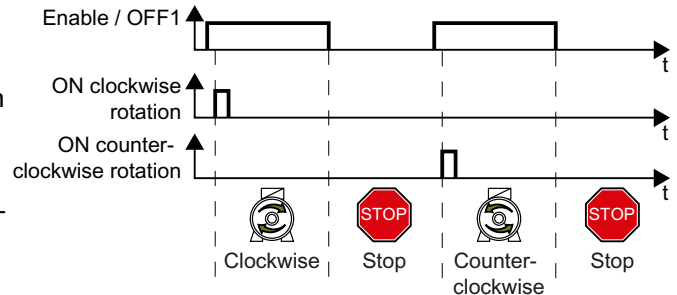 Enable / OFF1
t
n
ON clockwise
rotation
t
ON counter-
clockwise rotation
t
-
STOP
STOP
Clockwise
Stop
Counter-
clockwise
Stop